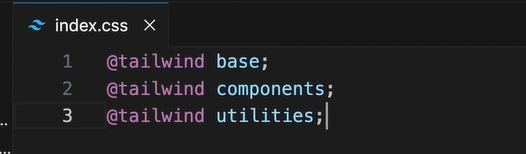 index.css
1 @tailwind base;
2 @tailwind components;
3 @tailwind utilities;